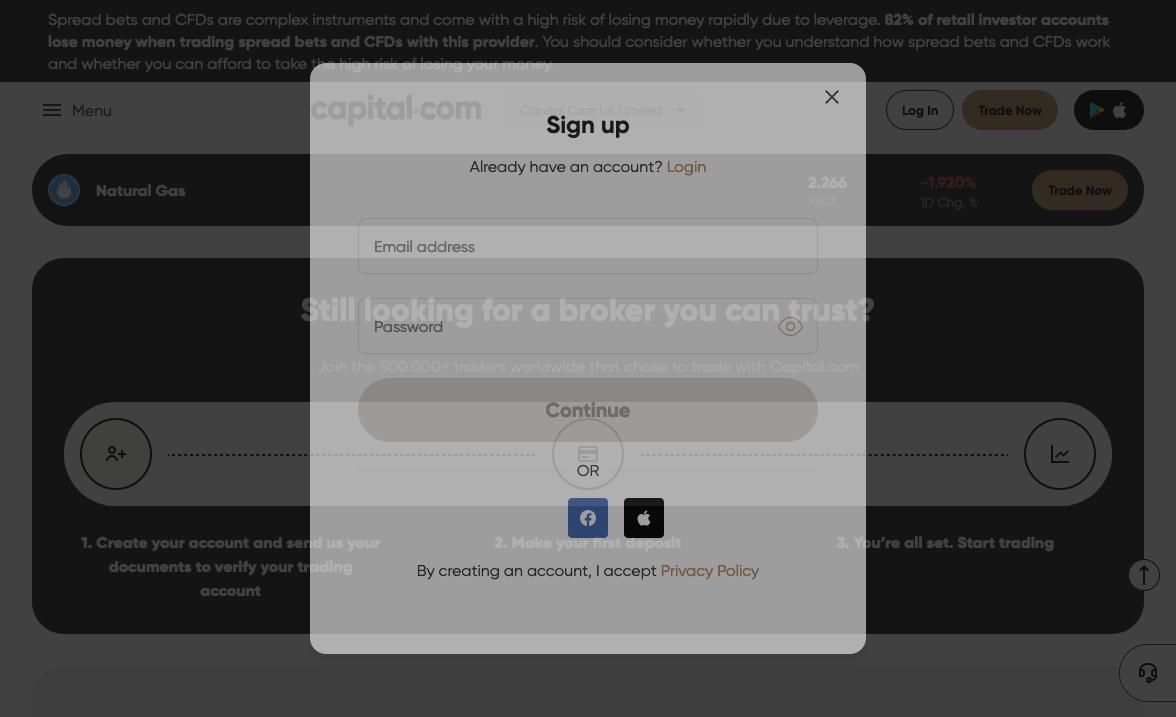 Spread bets and CFDs are complex instruments and come with a high risk of losing money rapidly due to leverage. 82% of retail investor accounts
lose money when trading spread bets and CFDs with this provider. You should consider whether you understand how spread bets and CFDs work
and whether you can afford to take the high risk of losing your money.
Menu
capital.com
Capital Com UK Limited
Log In
Trade Now
Sign up
Already have an account? Login
Natural Gas
2.266
Price
-1.920%
1D Chg, %
Trade Now
Email address
Still looking for a broker you can trust?
Password
Join the 500.000+ traders worldwide that chose to trade with Capital.com
Continue
OR
1. Create your account and send us your
documents to verify your trading
account
2. Make your first deposit
3. You're all set. Start trading
By creating an account, I accept Privacy Policy